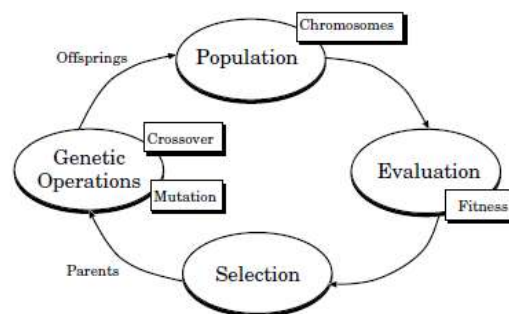 Chromosomes
Offsprings
Population
Crossover
Genetic
Operations
Evaluation
Mutation
Fitness
Parents
Selection